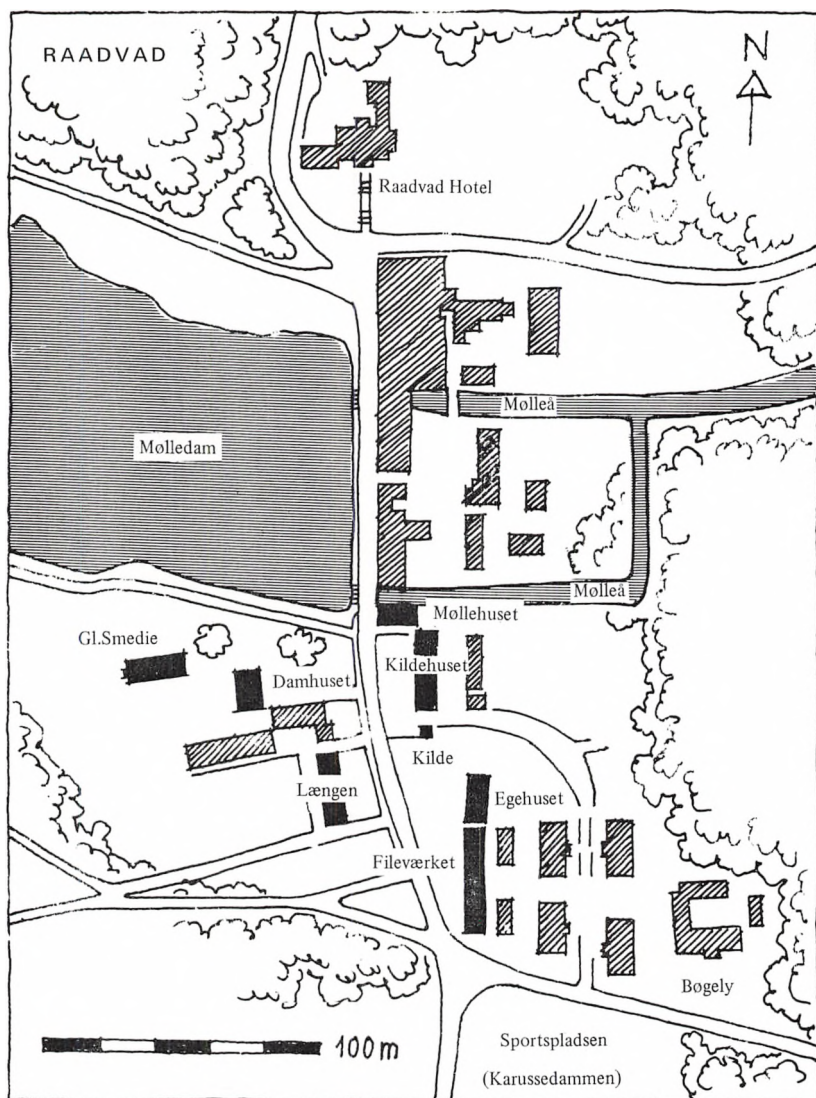 RAADVAD
N
Raadvad Hotel
Mølleå
Mølledam
Mølleå
Møllehuset
Gl.Smedie
Kildehuset
Damhuset
Kilde
Længen
Egehuset
Fileværket
Bøgely
Sportspladsen
(Karussedammen)
100m